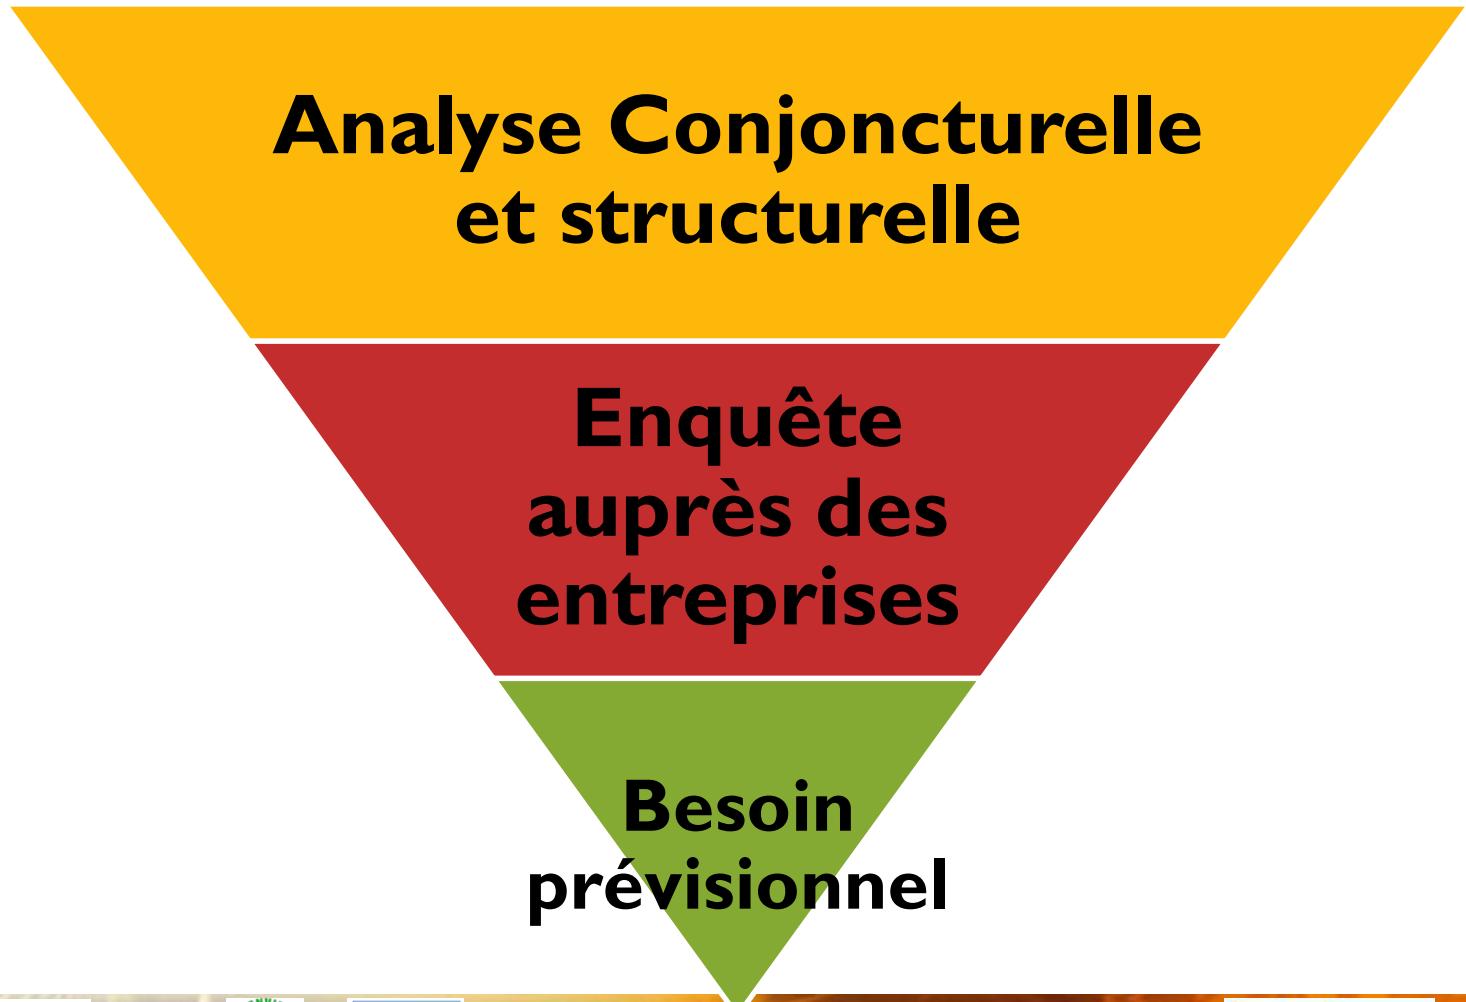 Analyse Conjoncturelle
et structurelle
Enquête
auprès des
entreprises
Besoin
prévisionnel